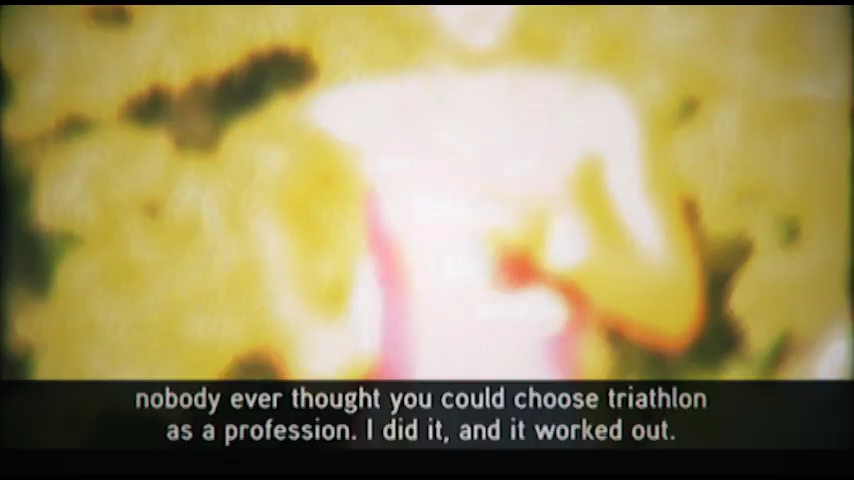 nobody ever thought you could choose triathlon
as a profession. I did it, and it worked out.